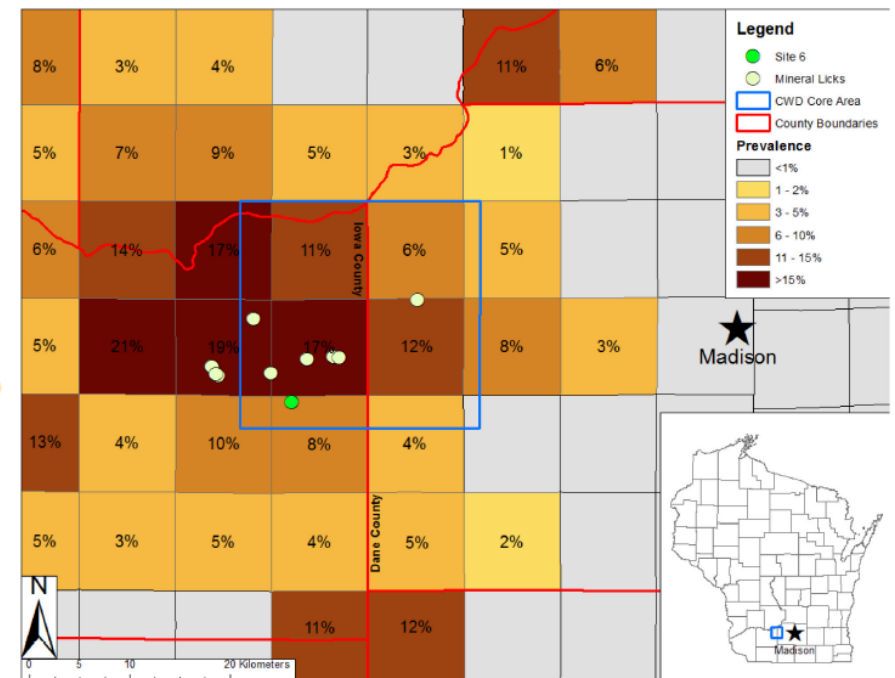 8% 3% 4% 11% 6%
5% 7% 9% 5% 3% 1%
6% 14% 17% 11% 6% 5%
Iowa County
5% 21% 19% 17% 12% 8% 3%
Madison
13% 4% 10% 8% 4%
5% 3% 5% 4% 5% 2%
Dane County
11% 12%
N
0 5 10 20 Kilometers
Legend
Site 6
Mineral Licks
CWD Core Area
County Boundaries
Prevalence
<1%
1 - 2%
3 - 5%
6 - 10%
11 - 15%
>15%
Madison